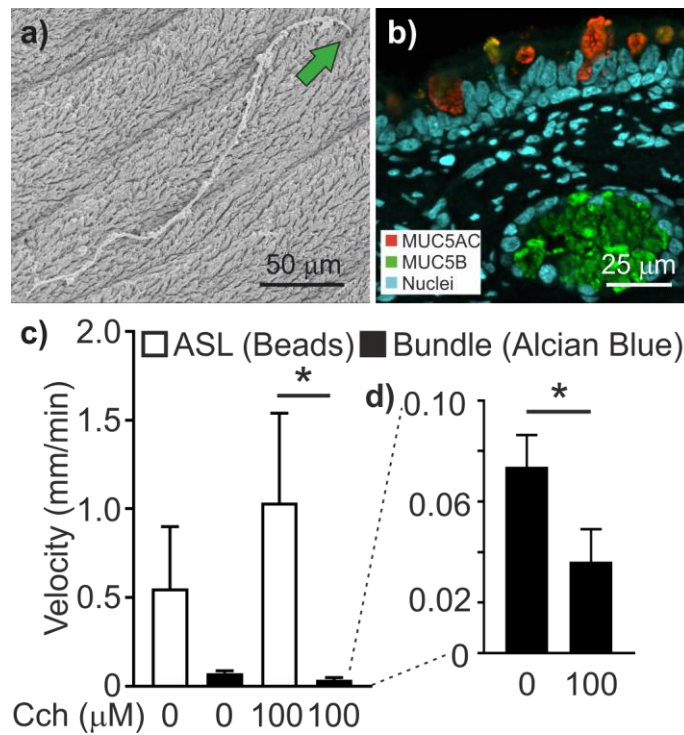 a)
50 μm
b)
MUC5AC
MUC5B
Nuclei
25 μm
c)
ASL (Beads) Bundle (Alcian Blue)
Velocity (mm/min)
2.0
1.5
1.0
0.5
0
*
Cch (μM) 0 0 100 100
d)
0.10
0.06
0.02
0
*
0 100